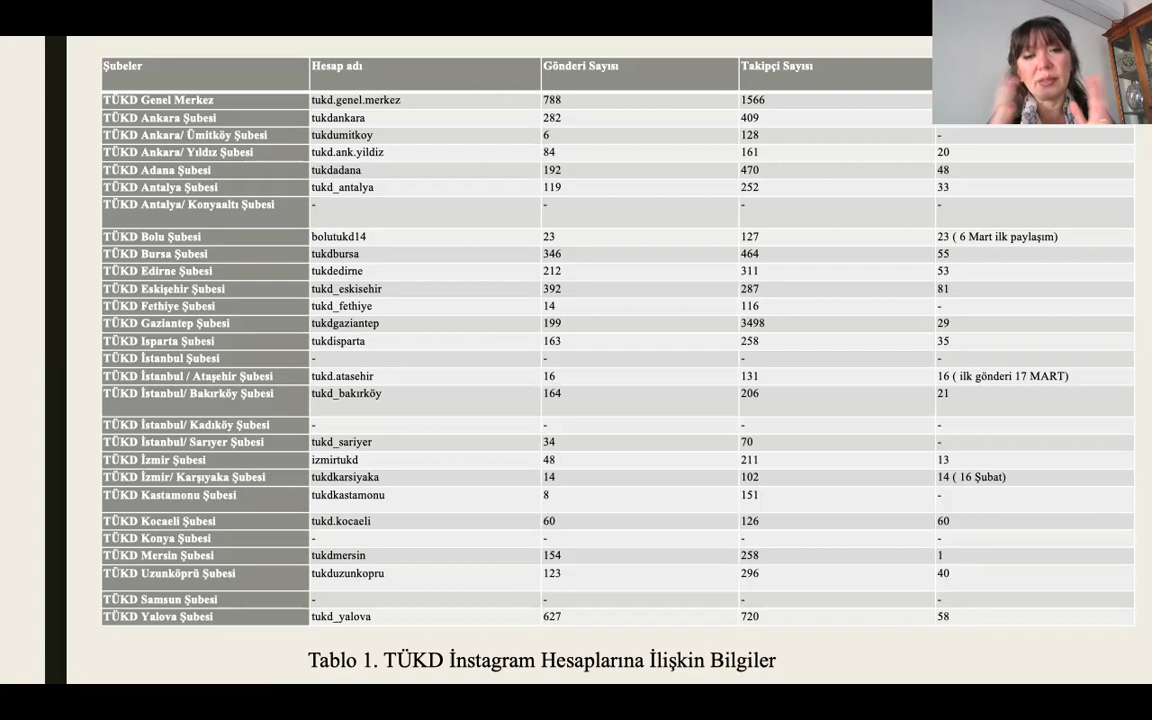 Şubeler Hesap adı Gönderi Sayısı Takipçi Sayısı
TÜKD Genel Merkez tukd.genel.merkez 788 1566
TÜKD Ankara Şubesi tukdankara 282 409
TÜKD Ankara/ Ümitköy Şubesi tukdumitkoy 6 128 -
TÜKD Ankara/ Yıldız Şubesi tukd.ank.yildiz 84 161 20
TÜKD Adana Şubesi tukdadana 192 470 48
TÜKD Antalya Şubesi tukd_antalya 119 252 33
TÜKD Antalya/ Konyaaltı Şubesi - - - -
TÜKD Bolu Şubesi bolutukd14 23 127 23 ( 6 Mart ilk paylaşım)
TÜKD Bursa Şubesi tukdbursa 346 464 55
TÜKD Edirne Şubesi tukdedirne 212 311 53
TÜKD Eskişehir Şubesi tukd_eskisehir 392 287 81
TÜKD Fethiye Şubesi tukd_fethiye 14 116 -
TÜKD Gaziantep Şubesi tukdgaziantep 199 3498 29
TÜKD Isparta Şubesi tukdisparta 163 258 35
TÜKD İstanbul Şubesi - - - -
TÜKD İstanbul / Ataşehir Şubesi tukd.atasehir 16 131 16 ( ilk gönderi 17 MART)
TÜKD İstanbul/ Bakırköy Şubesi tukd_bakırköy 164 206 21
TÜKD İstanbul/ Kadıköy Şubesi - - - -
TÜKD İstanbul/ Sarıyer Şubesi tukd_sariyer 34 70 -
TÜKD İzmir Şubesi izmirtukd 48 211 13
TÜKD İzmir/ Karşıyaka Şubesi tukdkarsiyaka 14 102 14 ( 16 Şubat)
TÜKD Kastamonu Şubesi tukdkastamonu 8 151 -
TÜKD Kocaeli Şubesi tukd.kocaeli 60 126 60
TÜKD Konya Şubesi - - - -
TÜKD Mersin Şubesi tukdmersin 154 258 1
TÜKD Uzunköprü Şubesi tukduzunkopru 123 296 40
TÜKD Samsun Şubesi - - - -
TÜKD Yalova Şubesi tukd_yalova 627 720 58
Tablo 1. TÜKD İnstagram Hesaplarına İlişkin Bilgiler